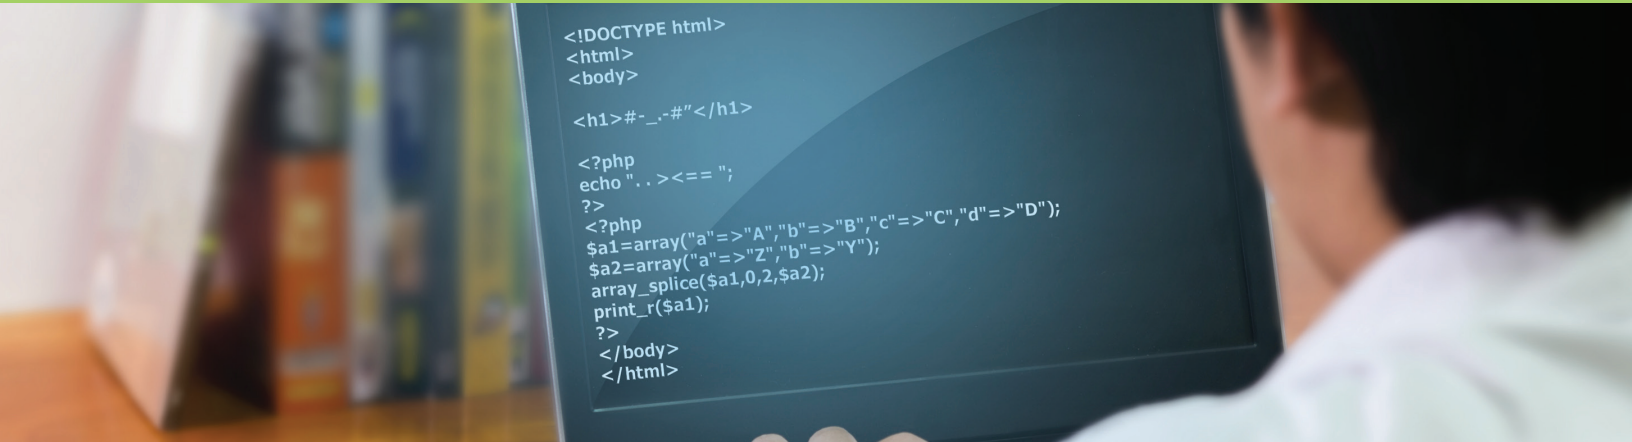 <!DOCTYPE html>
<html>
<body>
<h1>#-_.-#"</h1>
<?php
echo ". . ><== ";
?>
<?php
$a1=array("a"=>"A","b"=>"B","c"=>"C","d"=>"D");
$a2=array("a"=>"Z","b"=>"Y");
array_splice($a1,0,2,$a2);
print_r($a1);
?>
</body>
</html>